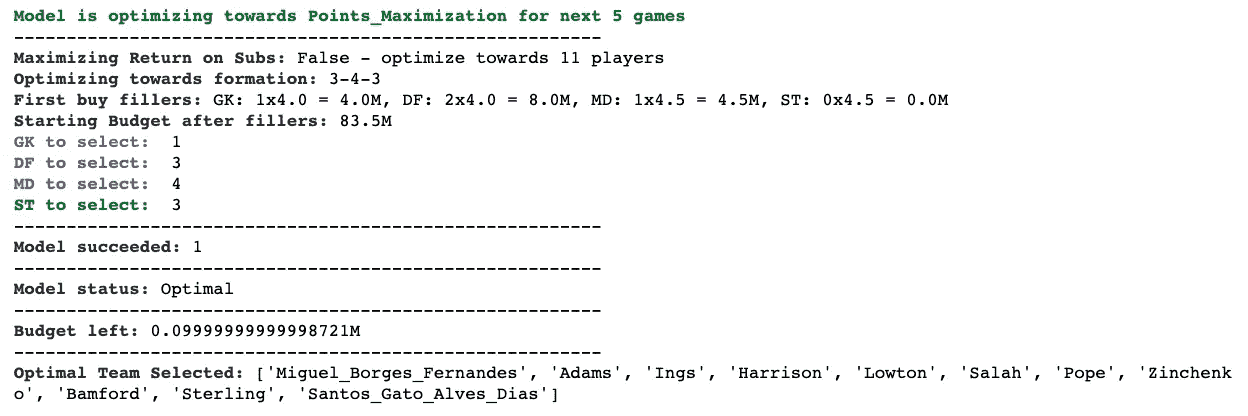 Model is optimizing towards Points_Maximization for next 5 games
----------------------------------------------------------
Maximizing Return on Subs: False - optimize towards 11 players
Optimizing towards formation: 3-4-3
First buy fillers: GK: 1x4.0 = 4.0M, DF: 2x4.0 = 8.0M, MD: 1x4.5 = 4.5M, ST: 0x4.5 = 0.0M
Starting Budget after fillers: 83.5M
GK to select:  1
DF to select:  3
MD to select:  4
ST to select:  3
----------------------------------------------------------
Model succeeded: 1
----------------------------------------------------------
Model status: Optimal
----------------------------------------------------------
Budget left: 0.09999999999998721M
----------------------------------------------------------
Optimal Team Selected: ['Miguel_Borges_Fernandes', 'Adams', 'Ings', 'Harrison', 'Lowton', 'Salah', 'Pope', 'Zinchenk
o', 'Bamford', 'Sterling', 'Santos_Gato_Alves_Dias']